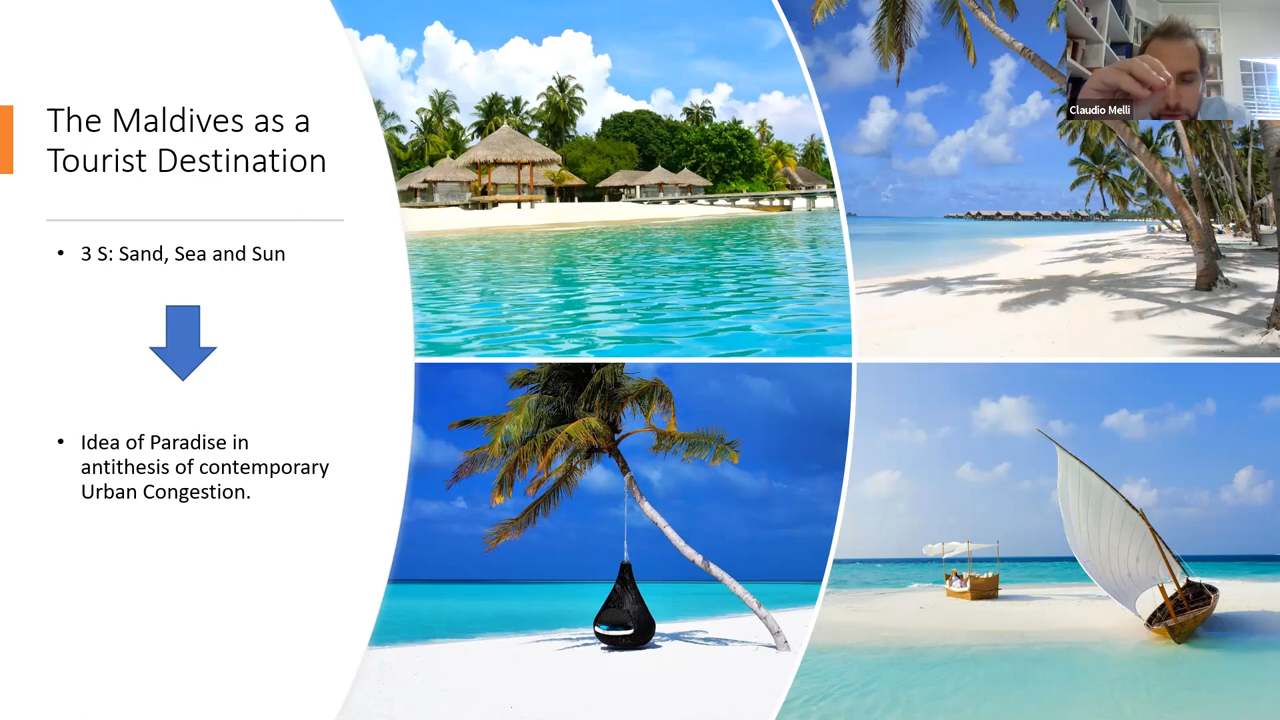 The Maldives as a
Tourist Destination
• 3 S: Sand, Sea and Sun
• Idea of Paradise in
antithesis of contemporary
Urban Congestion.
Claudio Melli